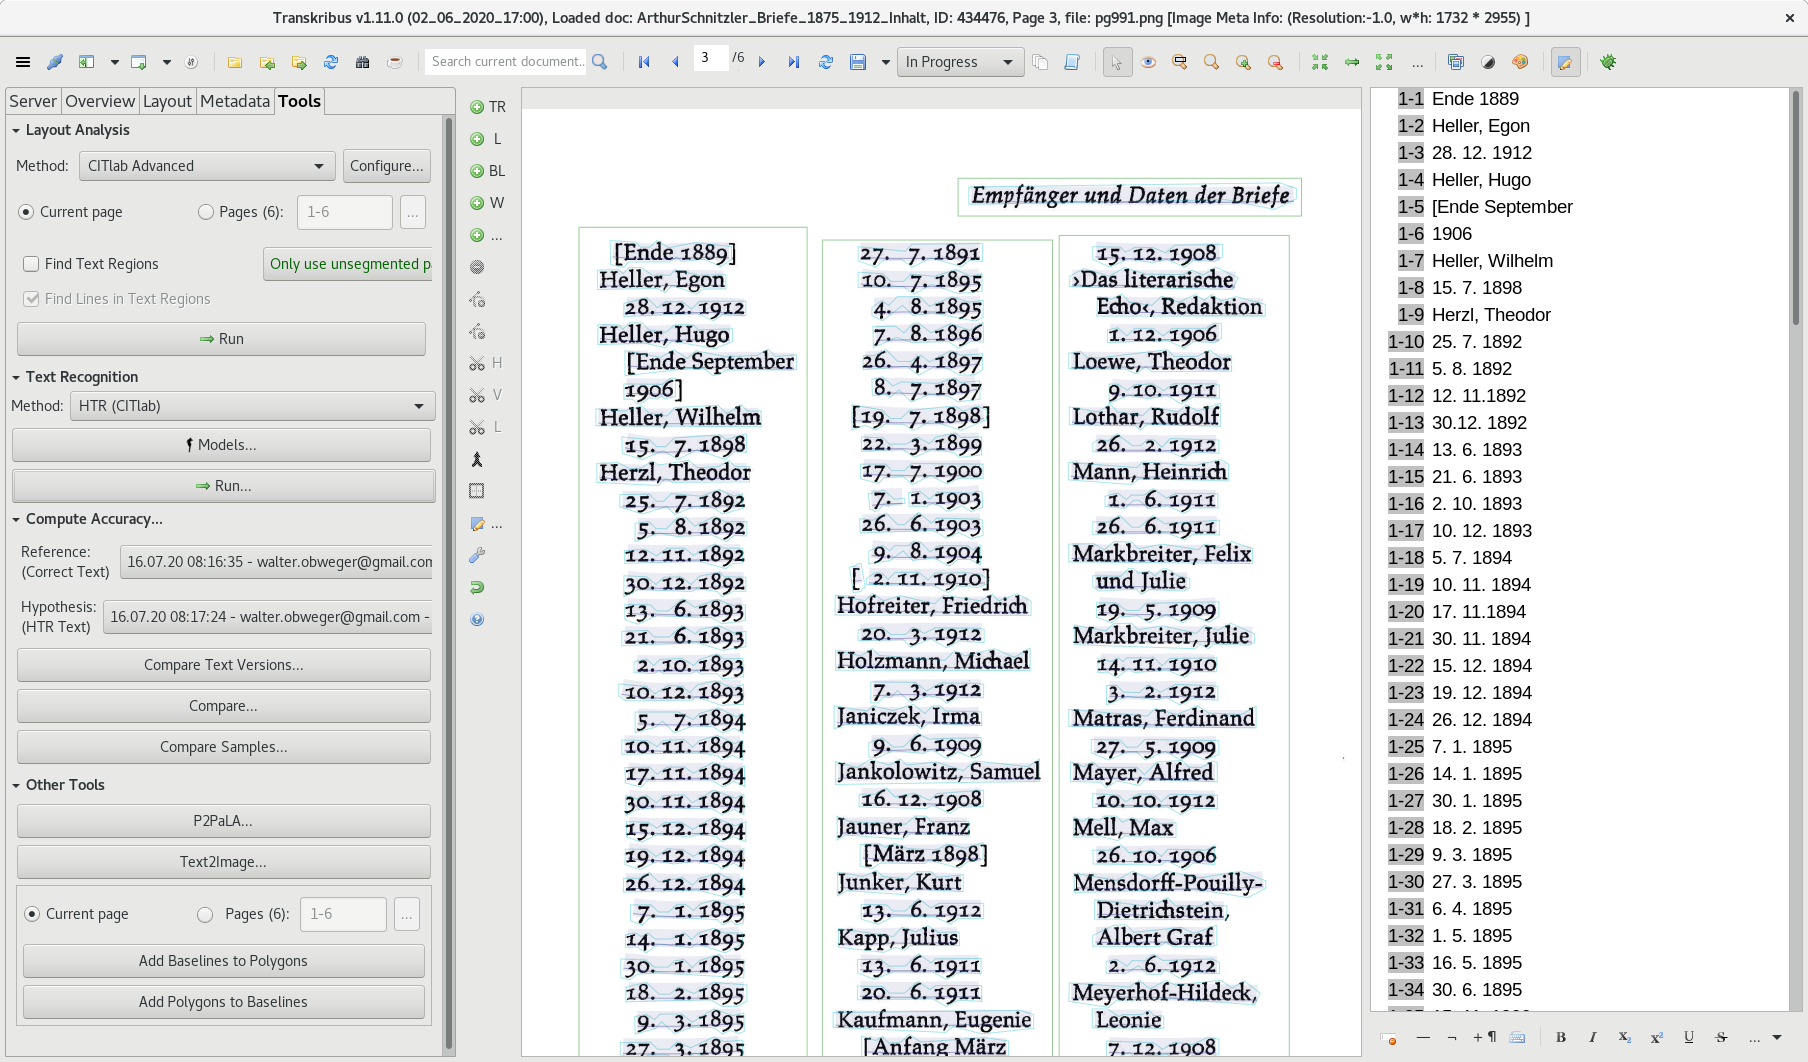 Transkribus v1.11.0 (02_06_2020_17:00), Loaded doc: ArthurSchnitzler_Briefe_1875_1912_Inhalt, ID: 434476, Page 3, file: pg991.png [Image Meta Info: (Resolution:-1.0, w*h: 1732 * 2955) ]
Search current document...
3 /6
In Progress
...
Server Overview Layout Metadata Tools
Layout Analysis
Method: CITlab Advanced Configure...
Current page Pages (6): 1-6 ...
Find Text Regions Only use unsegmented p
Find Lines in Text Regions
Run
Text Recognition
Method: HTR (CITlab)
Models...
Run...
Compute Accuracy...
Reference:
(Correct Text)
16.07.20 08:16:35 - walter.obweger@gmail.com
Hypothesis:
(HTR Text)
16.07.20 08:17:24 - walter.obweger@gmail.com -
Compare Text Versions...
Compare...
Compare Samples...
Other Tools
P2PaLA...
Text2Image...
Current page Pages (6): 1-6 ...
Add Baselines to Polygons
Add Polygons to Baselines
TR
L
BL
W
...
H
V
L
...
Empfänger und Daten der Briefe
[Ende 1889]
Heller, Egon
28. 12. 1912
Heller, Hugo
[Ende September
1906]
Heller, Wilhelm
15. 7. 1898
Herzl, Theodor
25. 7. 1892
5. 8. 1892
12. 11. 1892
30. 12. 1892
13. 6. 1893
21. 6. 1893
2. 10. 1893
10. 12. 1893
5. 7. 1894
10. 11. 1894
17. 11. 1894
30. 11. 1894
15. 12. 1894
19. 12. 1894
26. 12. 1894
7. 1. 1895
14. 1. 1895
30. 1. 1895
18. 2. 1895
9. 3. 1895
27. 3. 1895
27. 7. 1891
10. 7. 1895
4. 8. 1895
7. 8. 1896
26. 4. 1897
8. 7. 1897
[19. 7. 1898]
22. 3. 1899
17. 7. 1900
7. 1. 1903
26. 6. 1903
9. 8. 1904
[ 2. 11. 1910]
Hofreiter, Friedrich
20. 3. 1912
Holzmann, Michael
7. 3. 1912
Janiczek, Irma
9. 6. 1909
Jankolowitz, Samuel
16. 12. 1908
Jauner, Franz
[März 1898]
Junker, Kurt
13. 6. 1912
Kapp, Julius
13. 6. 1911
20. 6. 1911
Kaufmann, Eugenie
[Anfang März
15. 12. 1908
›Das literarische
Echo‹, Redaktion
1. 12. 1906
Loewe, Theodor
9. 10. 1911
Lothar, Rudolf
26. 2. 1912
Mann, Heinrich
1. 6. 1911
26. 6. 1911
Markbreiter, Felix
und Julie
19. 5. 1909
Markbreiter, Julie
14. 11. 1910
3. 2. 1912
Matras, Ferdinand
27. 5. 1909
Mayer, Alfred
10. 10. 1912
Mell, Max
26. 10. 1906
Mensdorff-Pouilly-
Dietrichstein,
Albert Graf
2. 6. 1912
Meyerhof-Hildeck,
Leonie
7. 12. 1908
1-1 Ende 1889
1-2 Heller, Egon
1-3 28. 12. 1912
1-4 Heller, Hugo
1-5 [Ende September
1-6 1906
1-7 Heller, Wilhelm
1-8 15. 7. 1898
1-9 Herzl, Theodor
1-10 25. 7. 1892
1-11 5. 8. 1892
1-12 12. 11.1892
1-13 30.12. 1892
1-14 13. 6. 1893
1-15 21. 6. 1893
1-16 2. 10. 1893
1-17 10. 12. 1893
1-18 5. 7. 1894
1-19 10. 11. 1894
1-20 17. 11.1894
1-21 30. 11. 1894
1-22 15. 12. 1894
1-23 19. 12. 1894
1-24 26. 12. 1894
1-25 7. 1. 1895
1-26 14. 1. 1895
1-27 30. 1. 1895
1-28 18. 2. 1895
1-29 9. 3. 1895
1-30 27. 3. 1895
1-31 6. 4. 1895
1-32 1. 5. 1895
1-33 16. 5. 1895
1-34 30. 6. 1895
B I X₂ X² U S ...